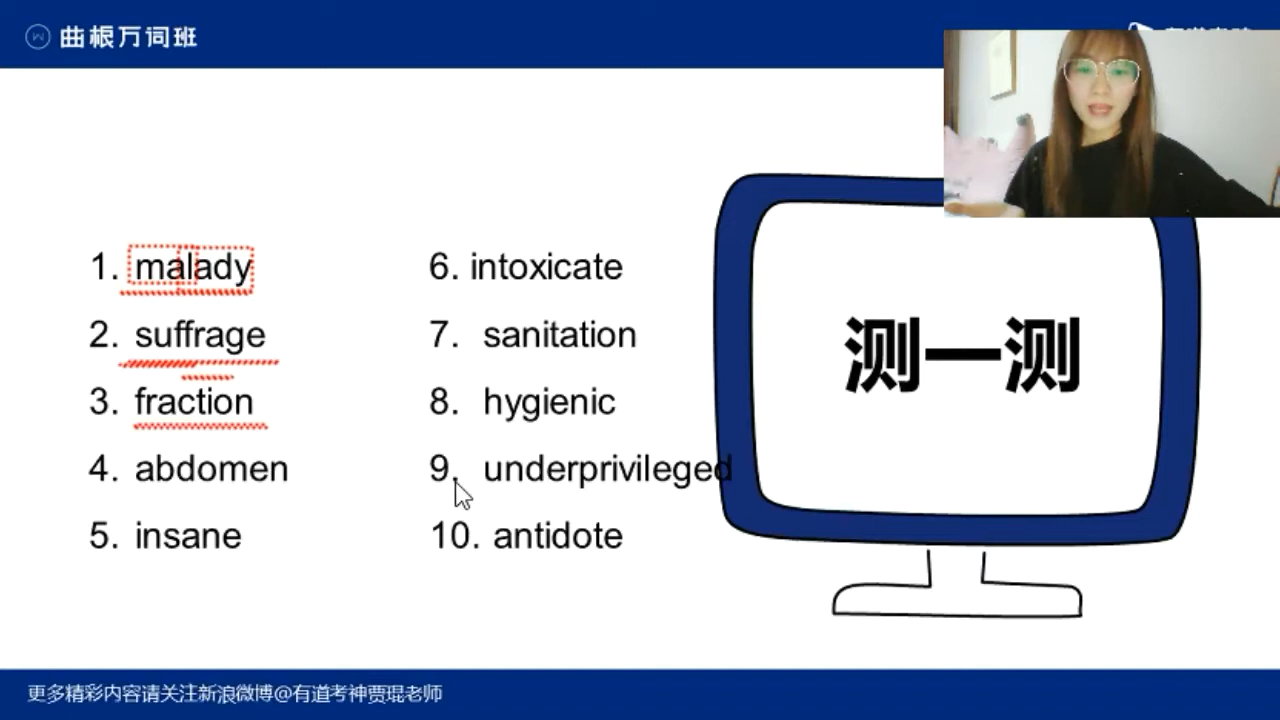 曲根万词班
1. malady
2. suffrage
3. fraction
4. abdomen
5. insane
6. intoxicate
7. sanitation
8. hygienic
9. underprivileged
10. antidote
测一测
更多精彩内容请关注新浪微博@有道考神贾琨老师